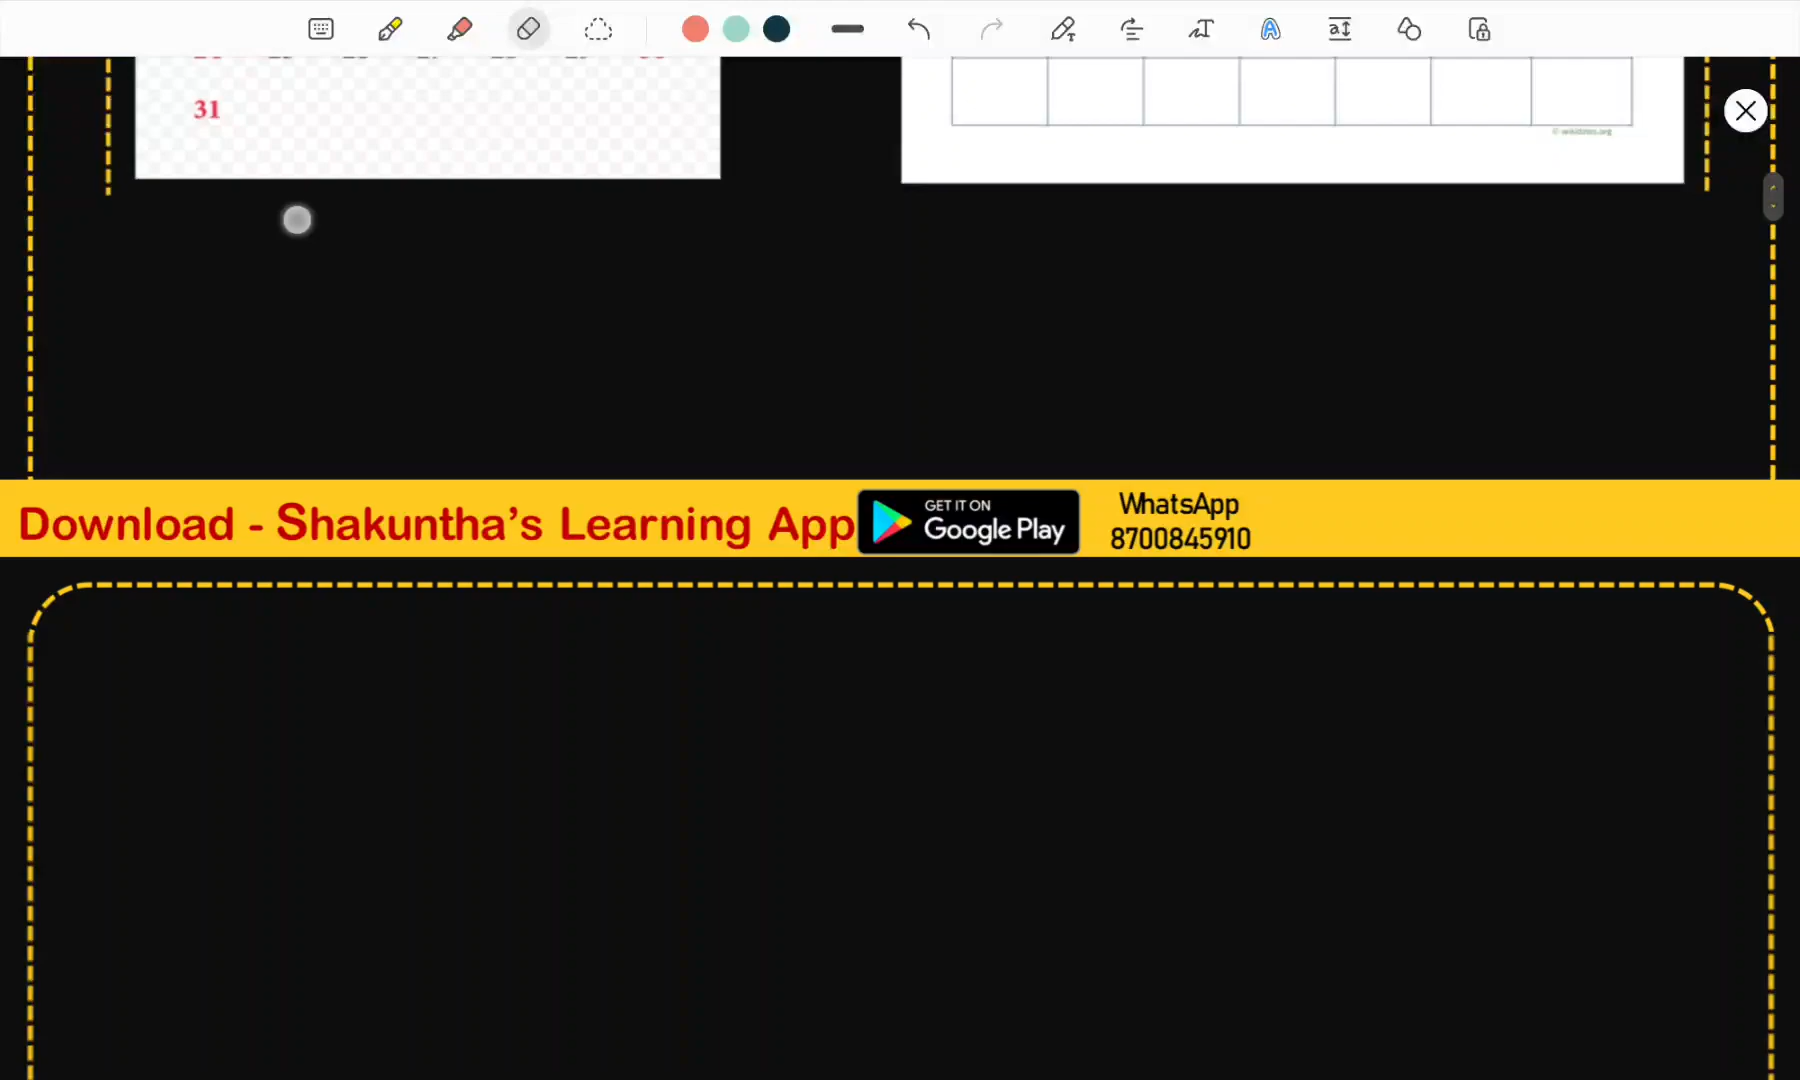 31
Download - Shakuntha’s Learning App
GET IT ON
Google Play
WhatsApp
8700845910